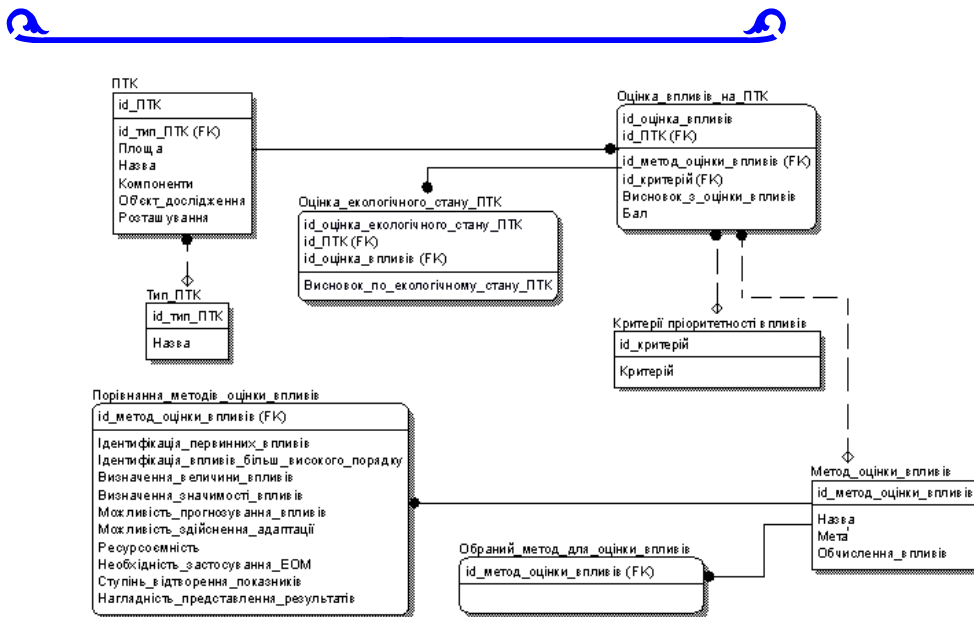 ПТК
id_ПТК
id_тип_ПТК (FK)
Площа
Назва
Компоненти
Об'єкт_дослідження
Розташування
Оцінка_впливів_на_ПТК
id_оцінка_впливів
id_ПТК (FK)
id_метод_оцінки_впливів (FK)
id_критерій (FK)
Висновок_з_оцінки_впливів
Бал
Оцінка_екологічного_стану_ПТК
id_оцінка_екологічного_стану_ПТК
id_ПТК (FK)
id_оцінка_впливів (FK)
Висновок_по_екологічному_стану_ПТК
Тип_ПТК
id_тип_ПТК
Назва
Критерії пріоритетності впливів
id_критерій
Критерій
Порівнання_методів_оцінки_впливів
id_метод_оцінки_впливів (FK)
Ідентифікація_первинних_впливів
Ідентифікація_впливів_більш_високого_порядку
Визначення_величини_впливів
Визначення_значимості_впливів
Можливість_прогнозування_впливів
Можливість_здійснення_адаптації
Ресурсоємність
Необхідність_застосування_ЕОМ
Ступінь_відтворення_показників
Нагладність_представлення_результатів
Метод_оцінки_впливів
id_метод_оцінки_впливів
Назва
Мета
Обчислення_впливів
Обраний_метод_для_оцінки_впливів
id_метод_оцінки_впливів (FK)